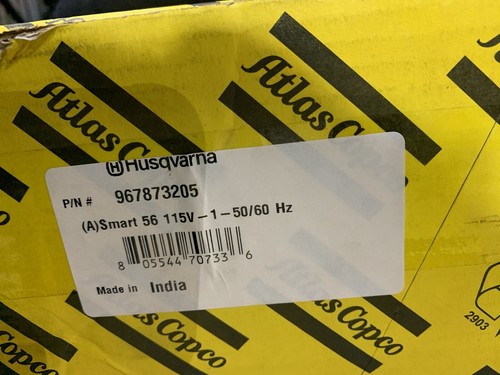 Atlas Copco
Atlas Copco
Husqvarna
P/N # 967873205
(A)Smart 56 115V-1-50/60 Hz
8 05544 70733 6
Made in India
Atlas Copco
Copco
Copco
2903